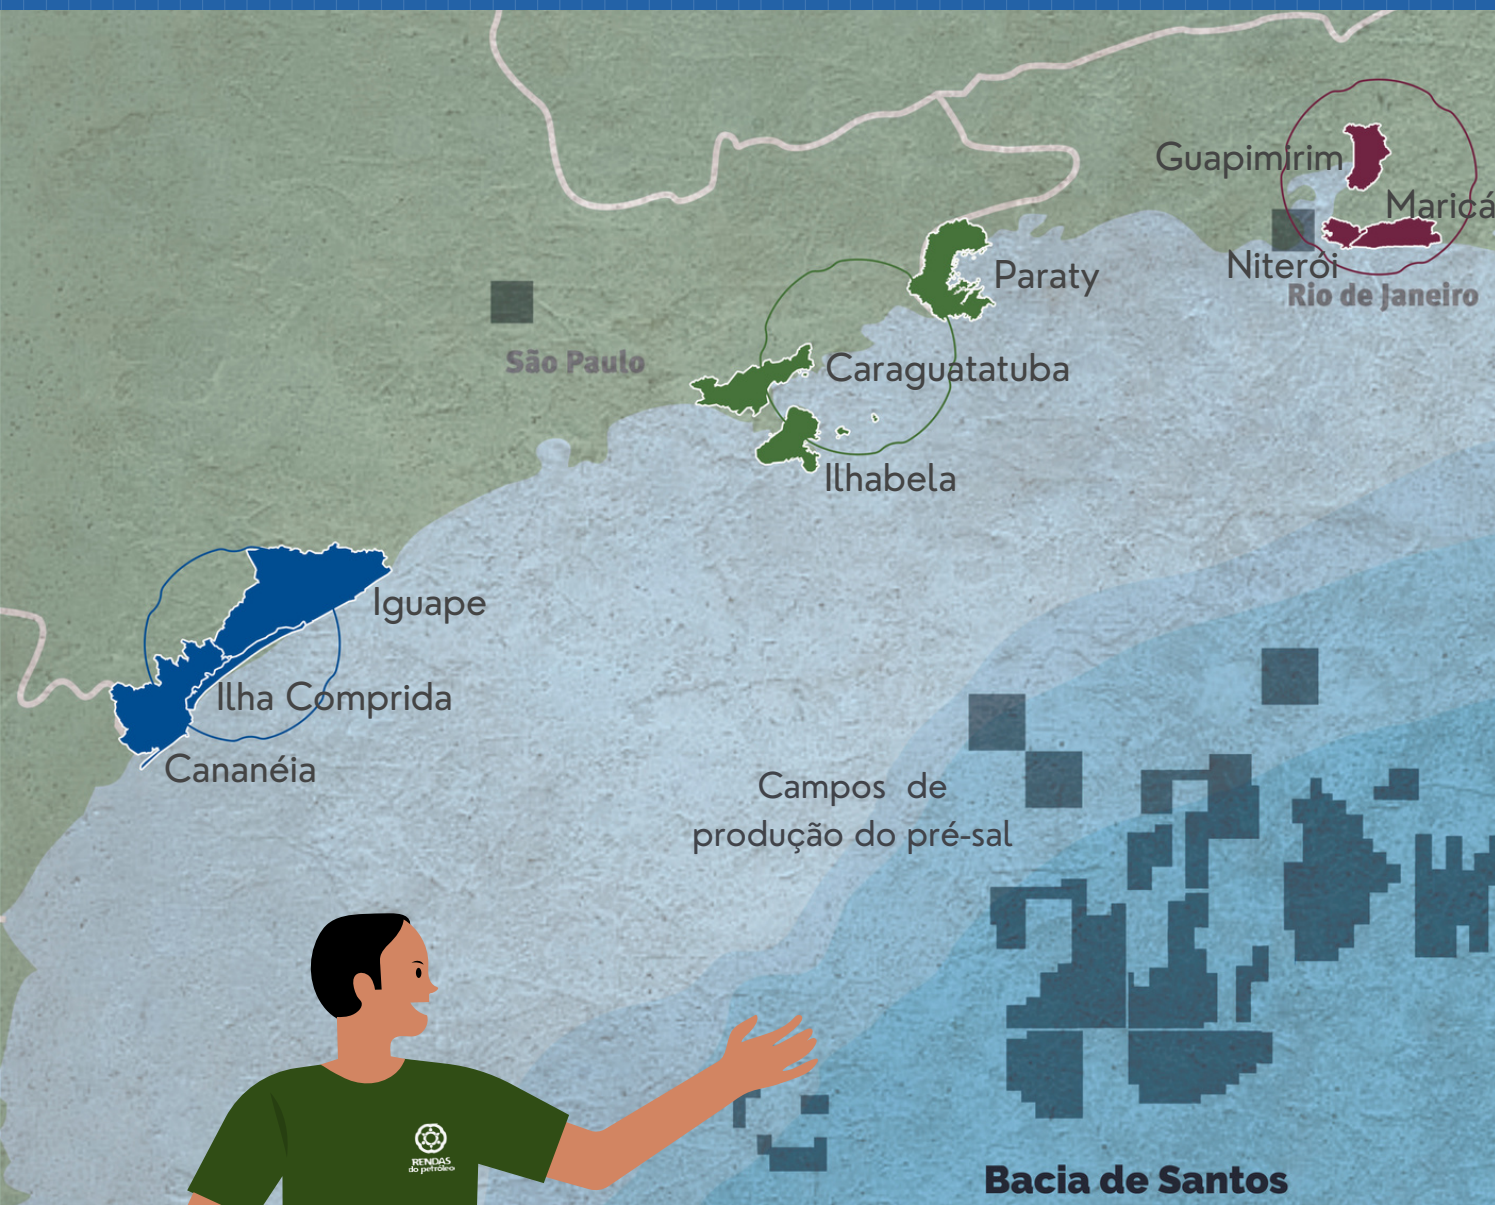 Guapimirim
Maricá
Niterói
Rio de Janeiro
Paraty
São Paulo
Caraguatatuba
Ilhabela
Iguape
Ilha Comprida
Cananéia
Campos de
produção do pré-sal
RENDAS
do petróleo
Bacia de Santos